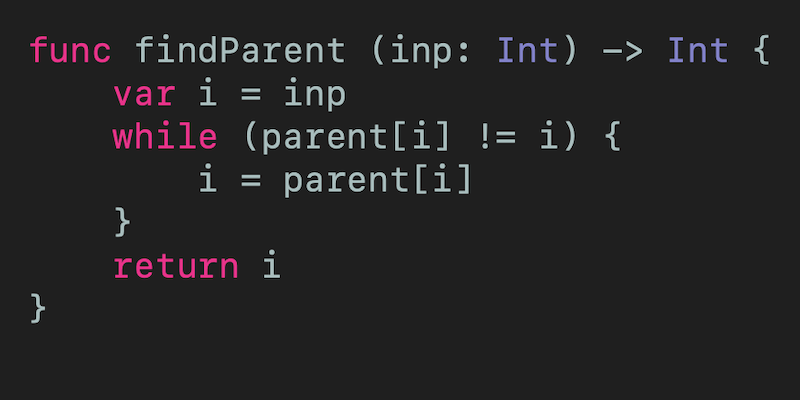 func findParent (inp: Int) -> Int {
    var i = inp
    while (parent[i] != i) {
        i = parent[i]
    }
    return i
}